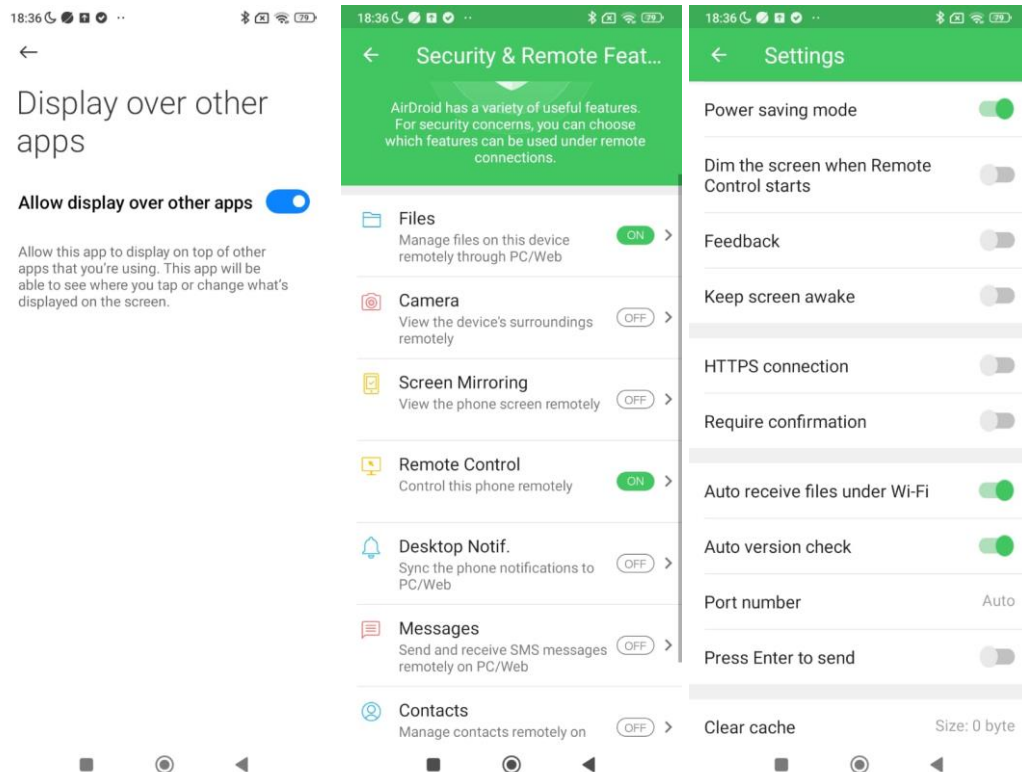 18:36
79
Display over other
apps
Allow display over other apps
Allow this app to display on top of other
apps that you're using. This app will be
able to see where you tap or change what's
displayed on the screen.
18:36
79
Security & Remote Feat...
AirDroid has a variety of useful features.
For security concerns, you can choose
which features can be used under remote
connections.
Files
Manage files on this device
remotely through PC/Web
ON
Camera
View the device's surroundings
remotely
OFF
Screen Mirroring
View the phone screen remotely
OFF
Remote Control
Control this phone remotely
ON
Desktop Notif.
Sync the phone notifications to
PC/Web
OFF
Messages
Send and receive SMS messages
remotely on PC/Web
OFF
Contacts
Manage contacts remotely on
OFF
18:36
79
Settings
Power saving mode
Dim the screen when Remote
Control starts
Feedback
Keep screen awake
HTTPS connection
Require confirmation
Auto receive files under Wi-Fi
Auto version check
Port number Auto
Press Enter to send
Clear cache Size: 0 byte